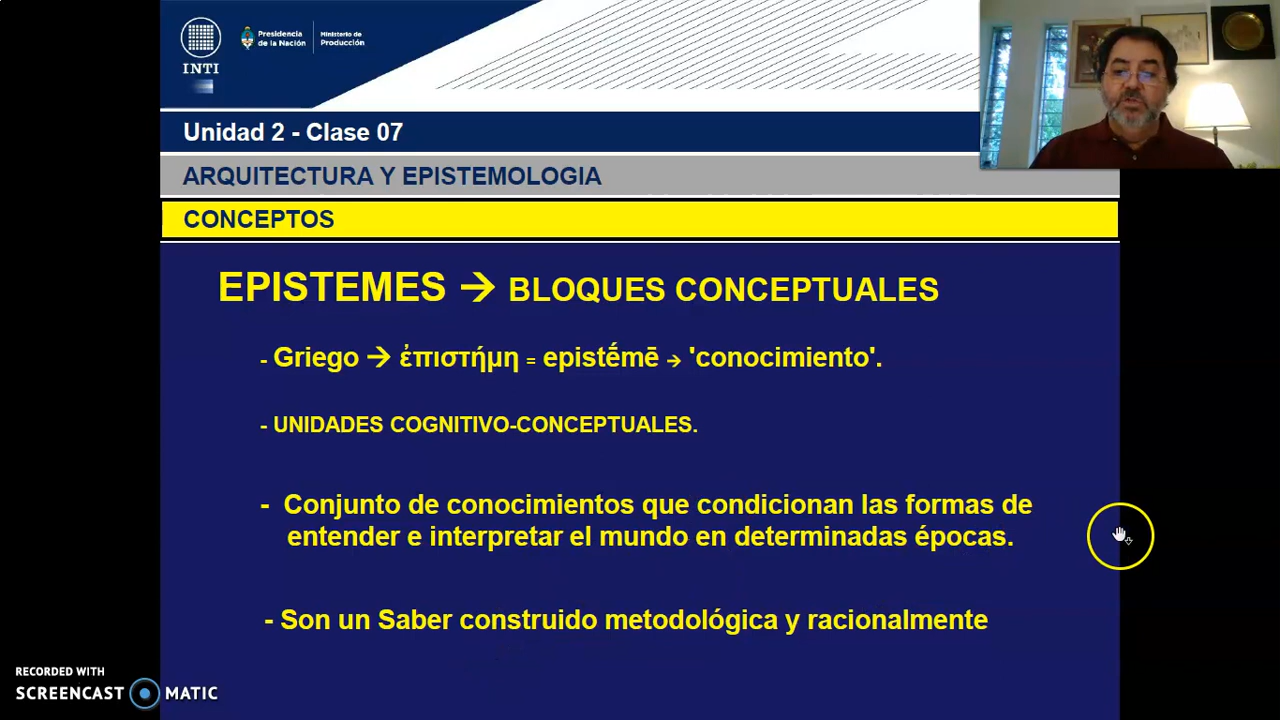 INTI
Presidencia
de la Nación
Ministerio de
Producción
Unidad 2 - Clase 07
ARQUITECTURA Y EPISTEMOLOGIA
CONCEPTOS
EPISTEMES → BLOQUES CONCEPTUALES
- Griego → ἐπιστήμη = epistḗmē → 'conocimiento'.
- UNIDADES COGNITIVO-CONCEPTUALES.
- Conjunto de conocimientos que condicionan las formas de
entender e interpretar el mundo en determinadas épocas.
- Son un Saber construido metodológica y racionalmente
RECORDED WITH
SCREENCAST MATIC